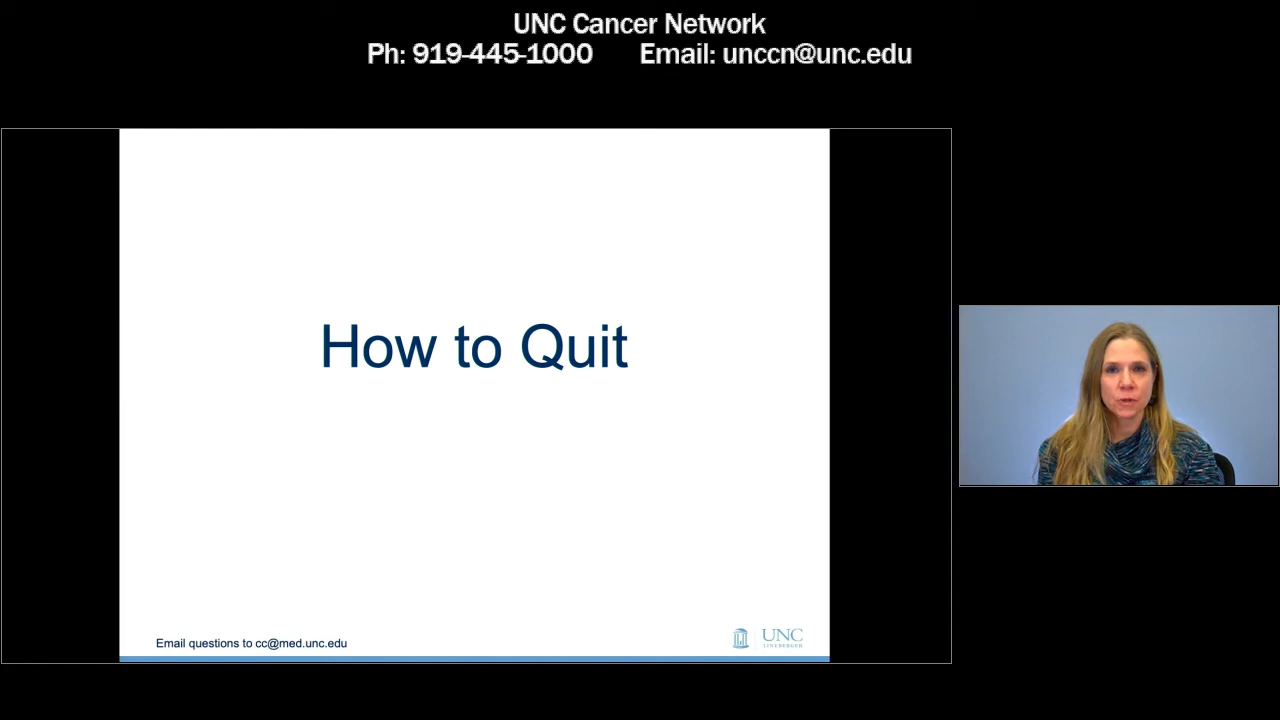 UNC Cancer Network
Ph: 919-445-1000 Email: unccn@unc.edu
How to Quit
Email questions to cc@med.unc.edu
UNC
LINEBERGER